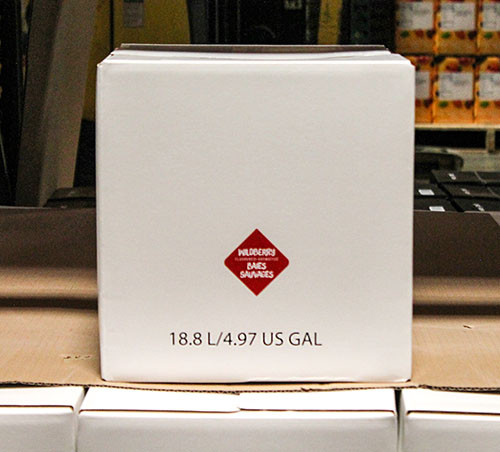 WILDBERRY
BAIES
SAUVAGES
18.8 L/4.97 US GAL